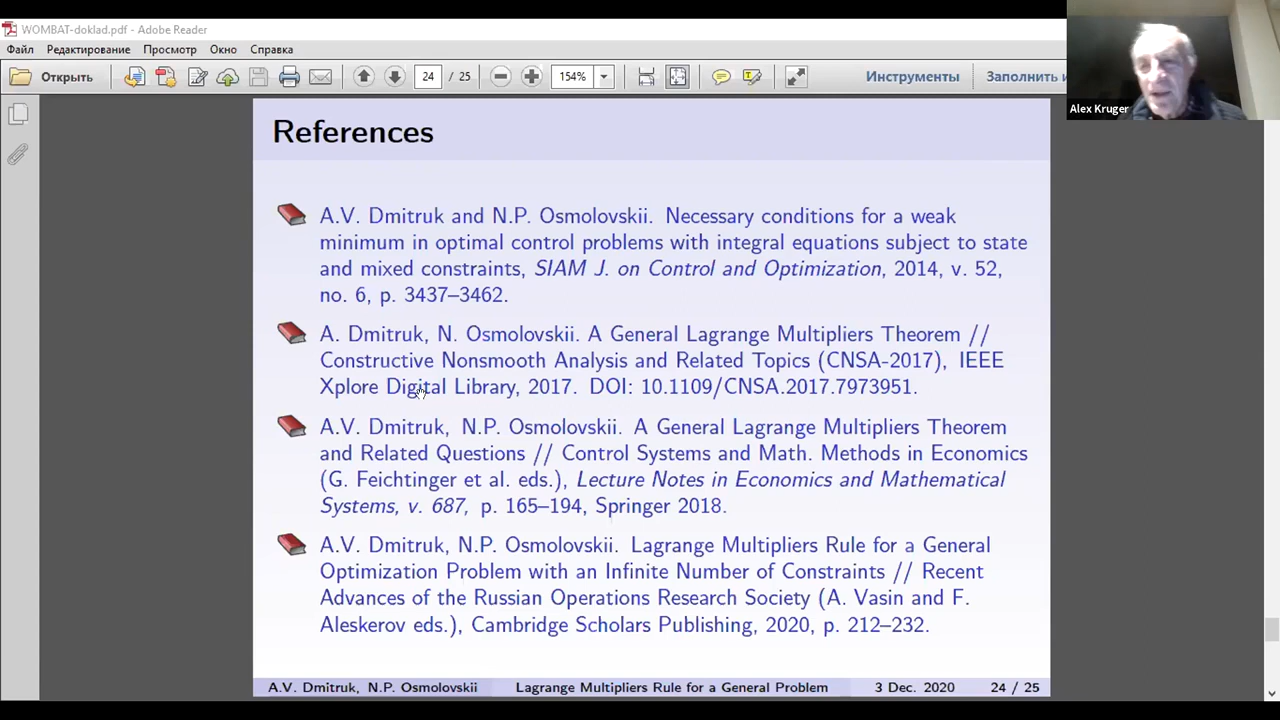 WOMBAT-doklad.pdf - Adobe Reader
Файл Редактирование Просмотр Окно Справка
Открыть 24 / 25 154% Инструменты Заполнить и
Alex Kruger
References
A.V. Dmitruk and N.P. Osmolovskii. Necessary conditions for a weak
minimum in optimal control problems with integral equations subject to state
and mixed constraints, SIAM J. on Control and Optimization, 2014, v. 52,
no. 6, p. 3437–3462.
A. Dmitruk, N. Osmolovskii. A General Lagrange Multipliers Theorem //
Constructive Nonsmooth Analysis and Related Topics (CNSA-2017), IEEE
Xplore Digital Library, 2017. DOI: 10.1109/CNSA.2017.7973951.
A.V. Dmitruk, N.P. Osmolovskii. A General Lagrange Multipliers Theorem
and Related Questions // Control Systems and Math. Methods in Economics
(G. Feichtinger et al. eds.), Lecture Notes in Economics and Mathematical
Systems, v. 687, p. 165–194, Springer 2018.
A.V. Dmitruk, N.P. Osmolovskii. Lagrange Multipliers Rule for a General
Optimization Problem with an Infinite Number of Constraints // Recent
Advances of the Russian Operations Research Society (A. Vasin and F.
Aleskerov eds.), Cambridge Scholars Publishing, 2020, p. 212–232.
A.V. Dmitruk, N.P. Osmolovskii Lagrange Multipliers Rule for a General Problem 3 Dec. 2020 24 / 25